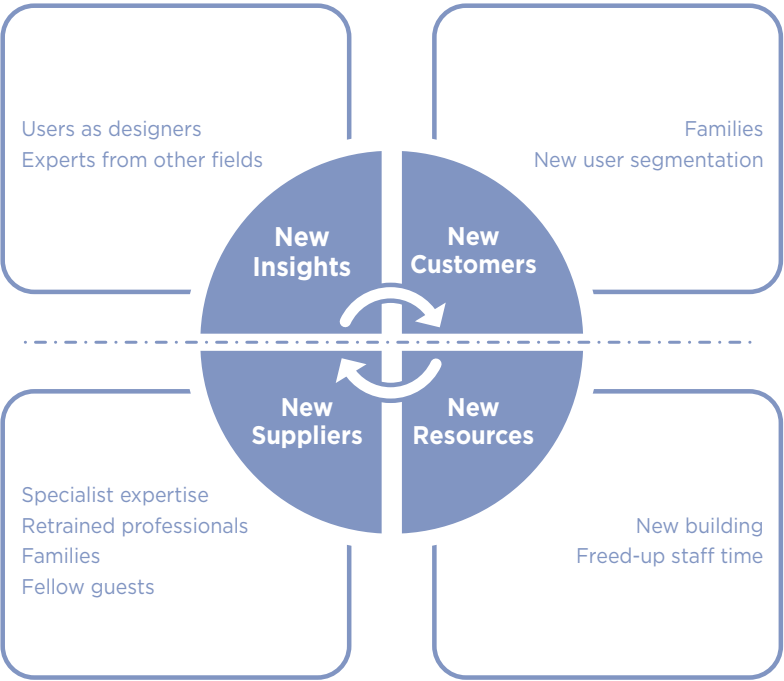 Users as designers
Experts from other fields
Families
New user segmentation
New
Insights
New
Customers
New
Suppliers
New
Resources
Specialist expertise
Retrained professionals
Families
Fellow guests
New building
Freed-up staff time